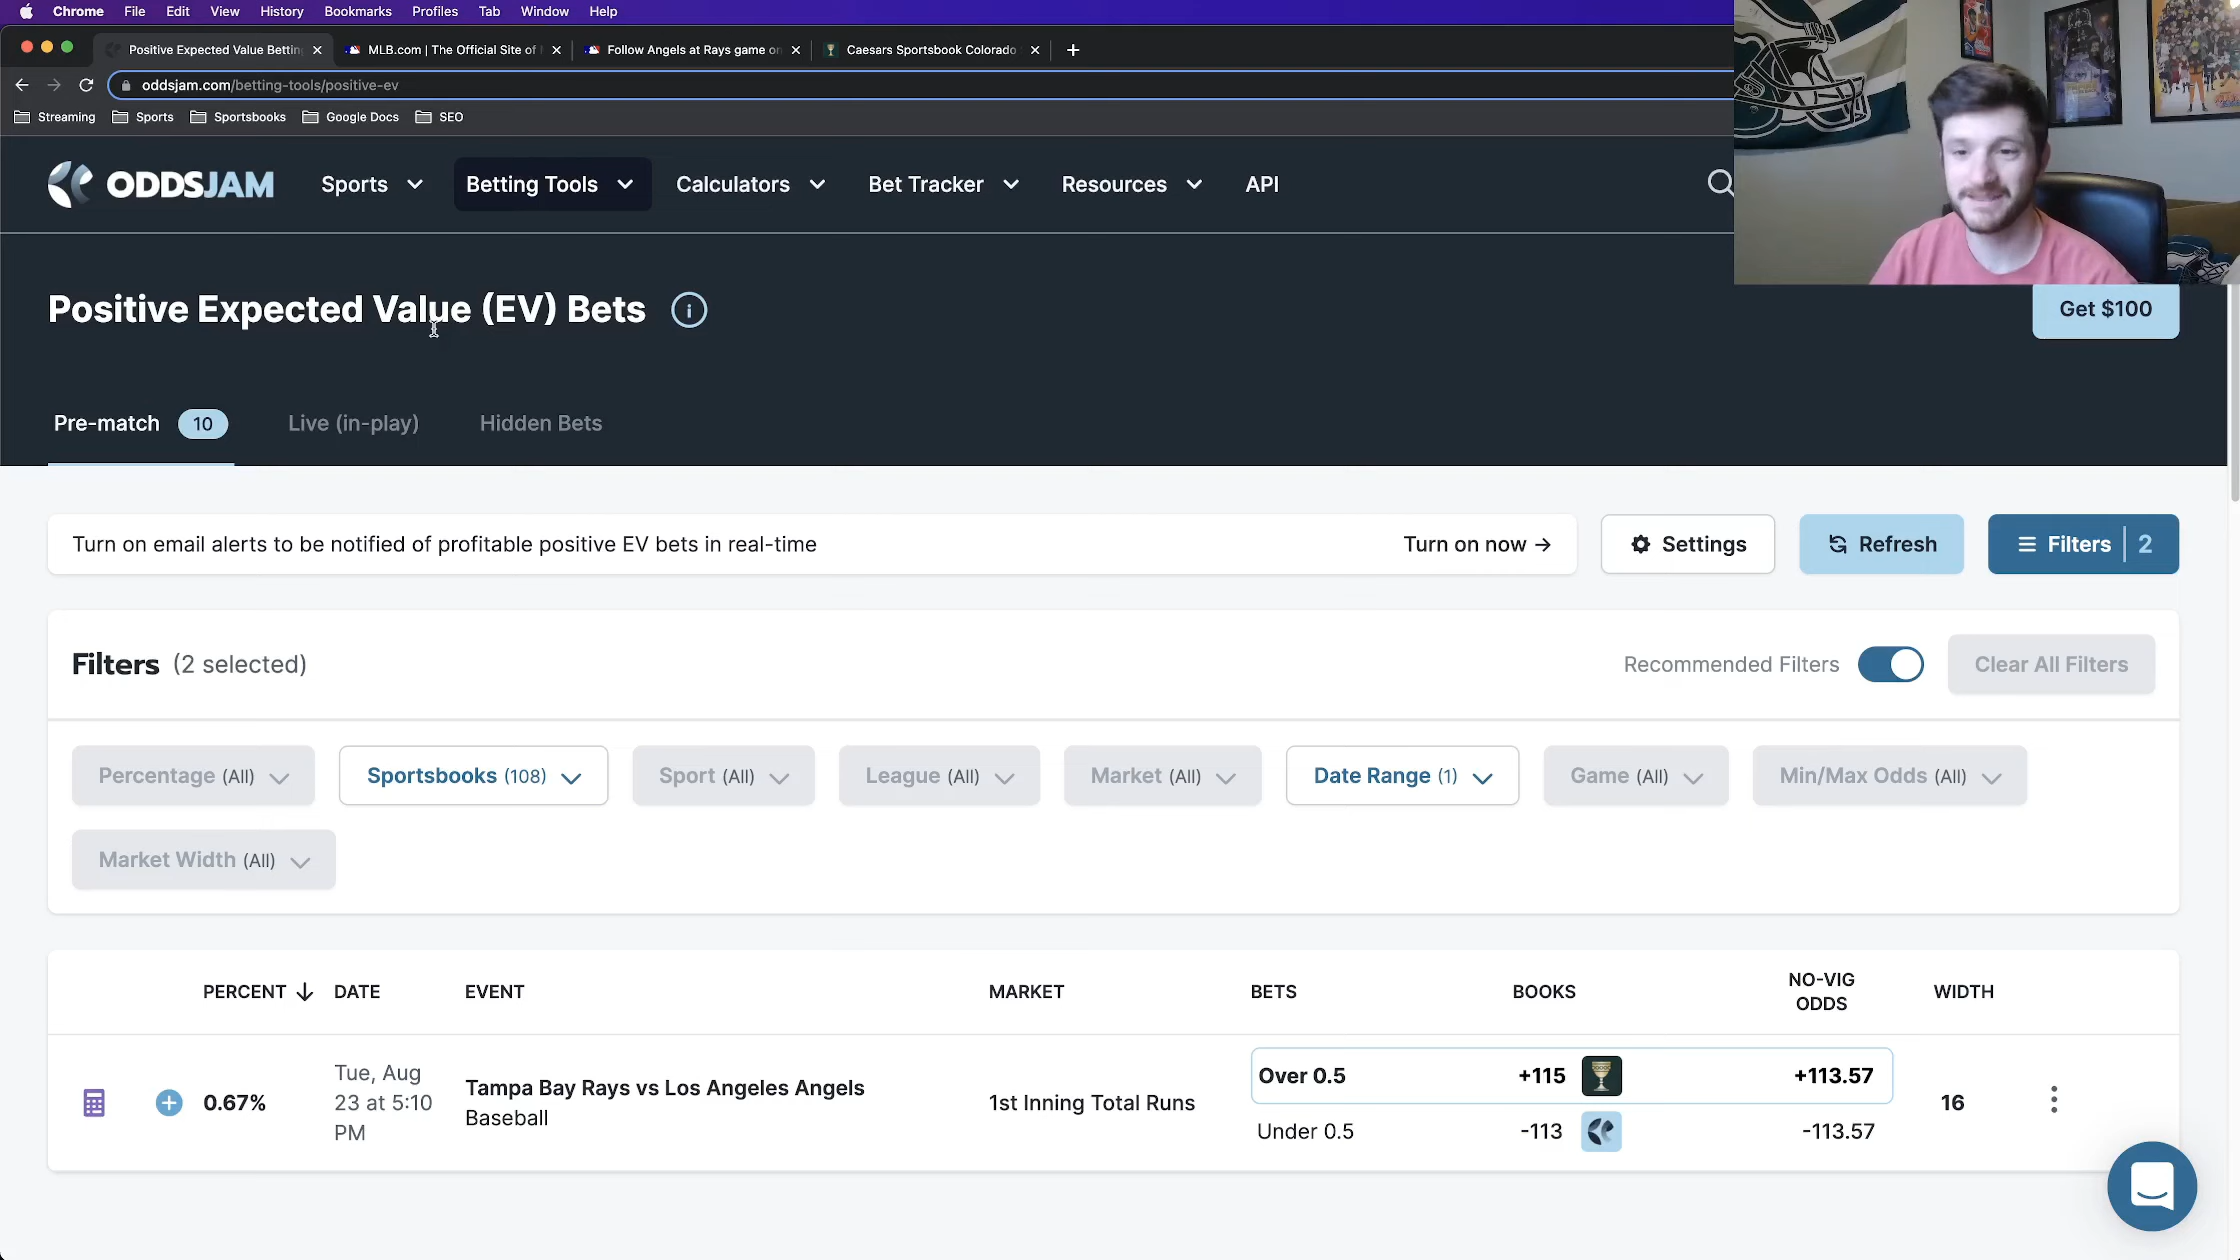 Chrome File Edit View History Bookmarks Profiles Tab Window Help
Positive Expected Value Bettin MLB.com | The Official Site of Follow Angels at Rays game on Caesars Sportsbook Colorado
oddsjam.com/betting-tools/positive-ev
Streaming Sports Sportsbooks Google Docs SEO
ODDSJAM Sports Betting Tools Calculators Bet Tracker Resources API
Positive Expected Value (EV) Bets
Get $100
Pre-match 10 Live (in-play) Hidden Bets
Turn on email alerts to be notified of profitable positive EV bets in real-time Turn on now → Settings Refresh Filters 2
Filters (2 selected) Recommended Filters Clear All Filters
Percentage (All) Sportsbooks (108) Sport (All) League (All) Market (All) Date Range (1) Game (All) Min/Max Odds (All)
Market Width (All)
PERCENT ↓ DATE EVENT MARKET BETS BOOKS NO-VIG ODDS WIDTH
0.67% Tue, Aug 23 at 5:10 PM Tampa Bay Rays vs Los Angeles Angels Baseball 1st Inning Total Runs Over 0.5 +115 +113.57 16
Under 0.5 -113 -113.57